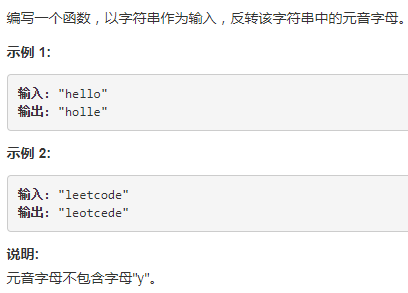 编写一个函数，以字符串作为输入，反转该字符串中的元音字母。
示例 1:
输入: "hello"
输出: "holle"
示例 2:
输入: "leetcode"
输出: "leotcede"
说明:
元音字母不包含字母"y"。